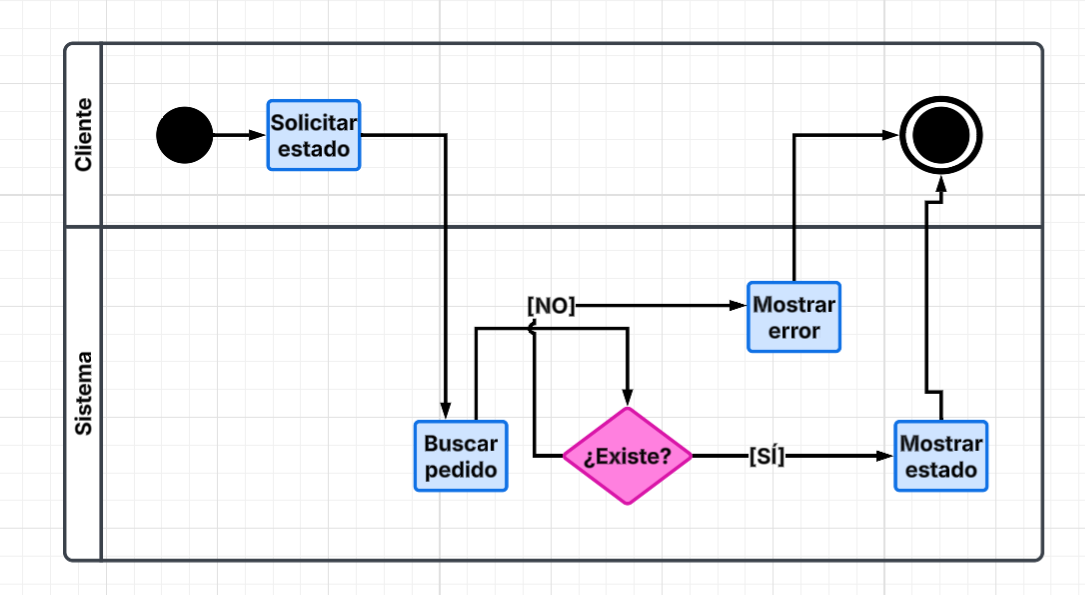 Cliente
Solicitar
estado
Sistema
[NO]
Mostrar
error
Buscar
pedido
¿Existe?
[SÍ]
Mostrar
estado